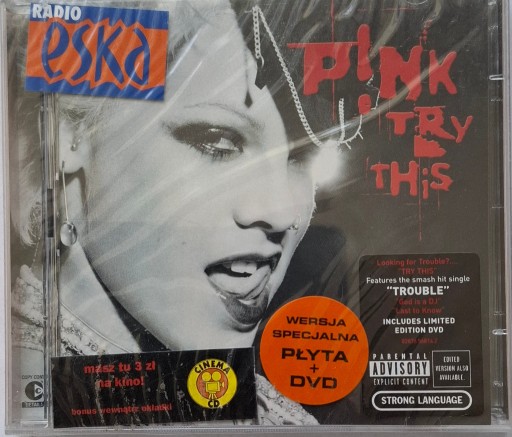 RADIO
eska
P!NK
TRY
THiS
Looking for Trouble?...
"TRY THIS"
Features the smash hit single
"TROUBLE"
"God is a DJ"
"Last to Know"
INCLUDES LIMITED
EDITION DVD
WERSJA
SPECJALNA
PŁYTA
+
DVD
PARENTAL
ADVISORY
EXPLICIT CONTENT
EDITED
VERSION ALSO
AVAILABLE.
STRONG LANGUAGE
masz tu 3 zł
na kino!
bonus wewnątrz okładki
CINEMA
CD